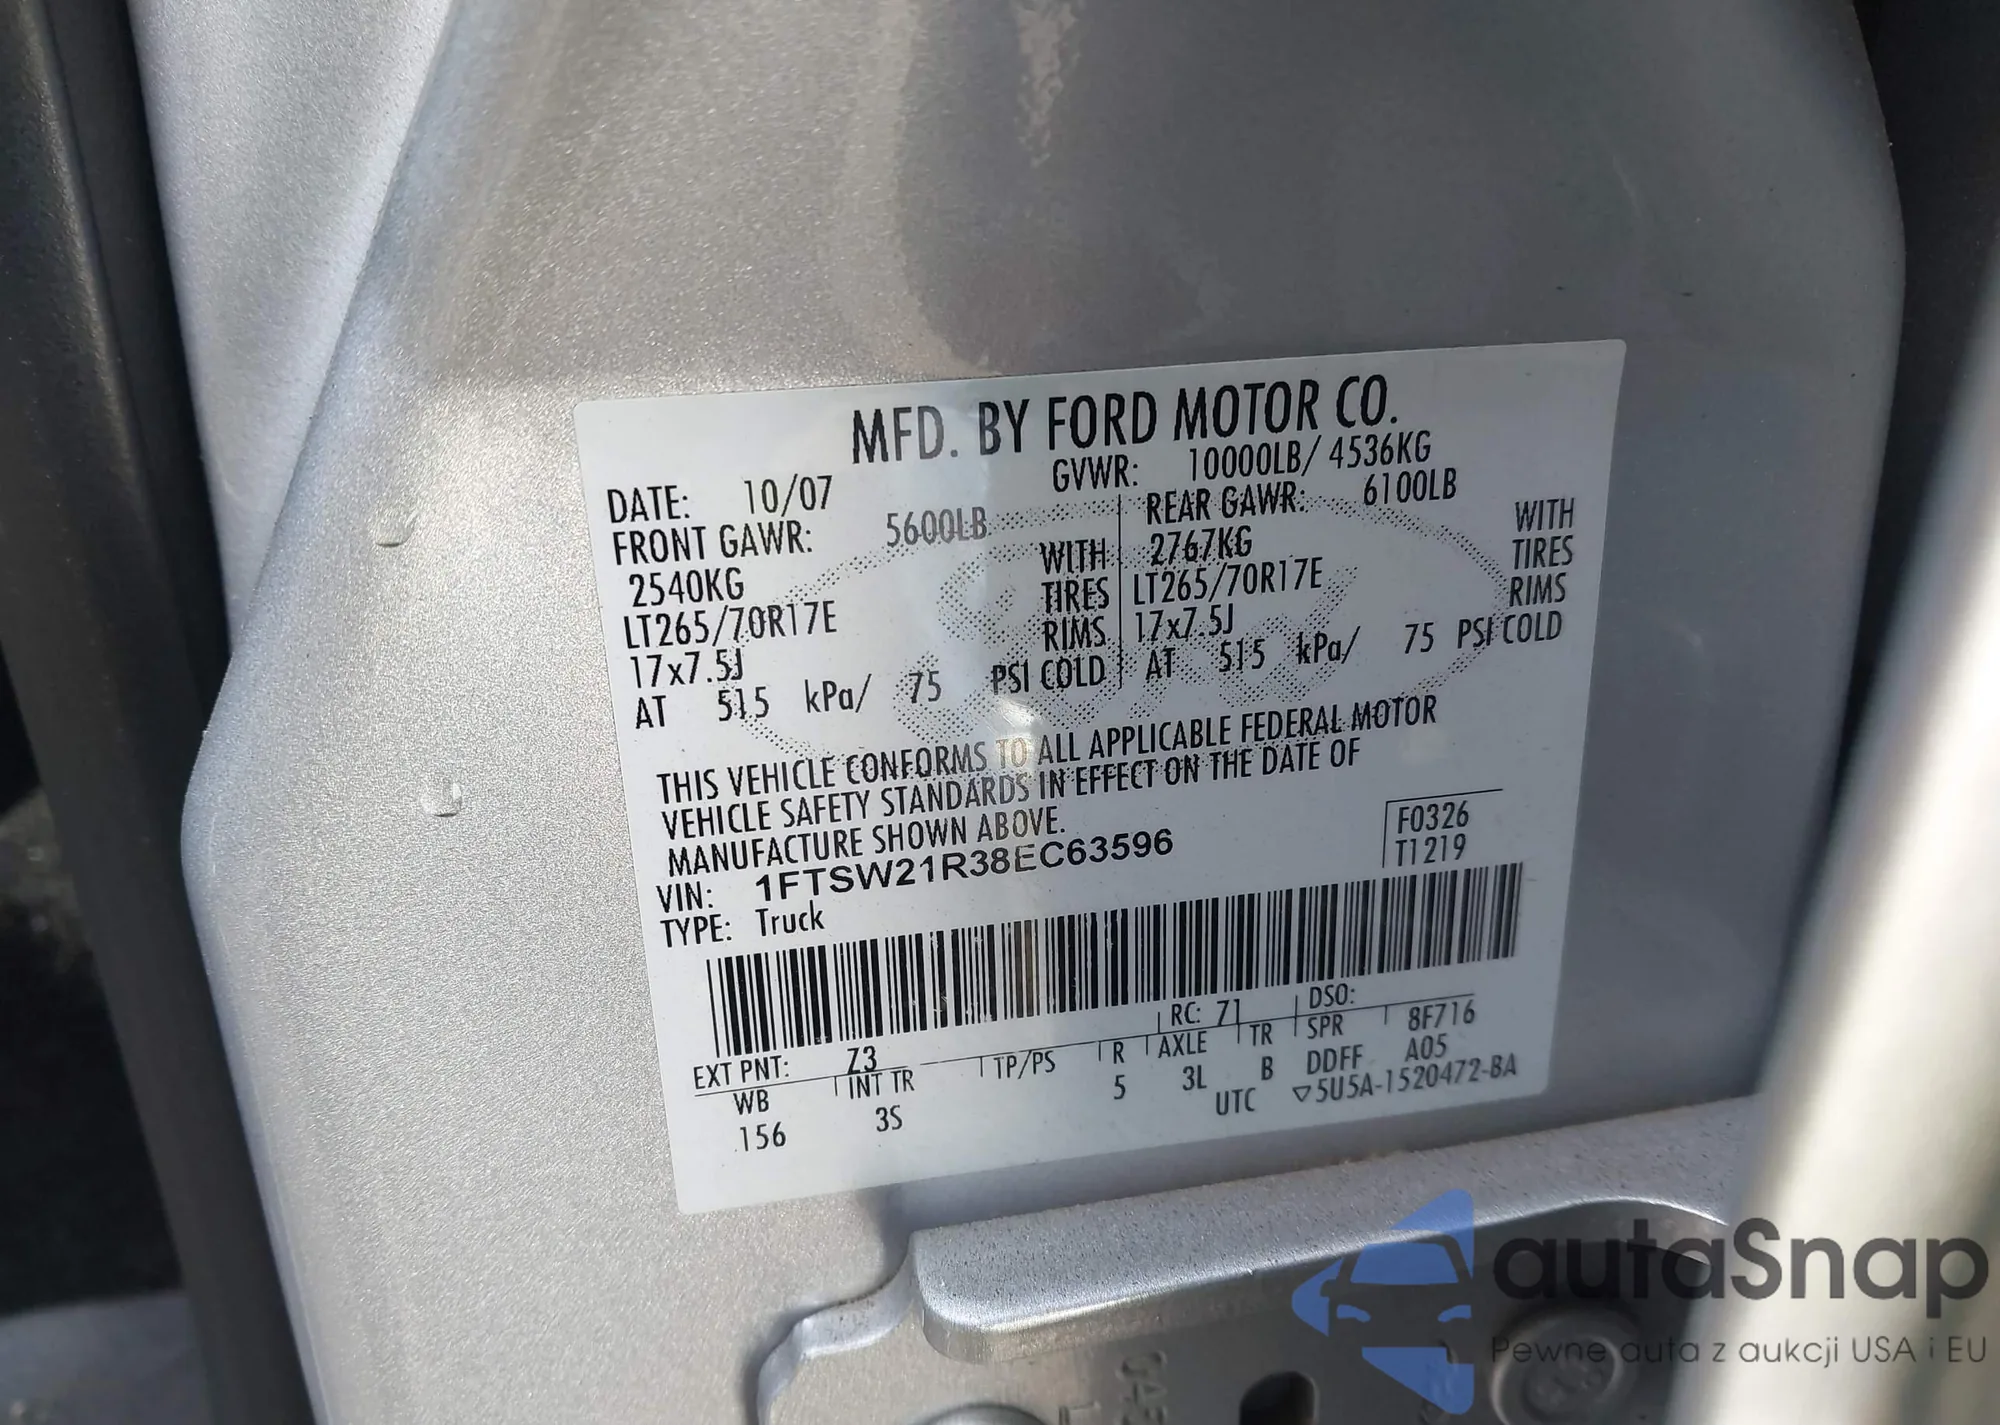 MFD. BY FORD MOTOR CO.
DATE: 10/07 GVWR: 10000LB/ 4536KG
FRONT GAWR: 5600LB REAR GAWR: 6100LB
2540KG WITH 2767KG WITH
LT265/70R17E TIRES LT265/70R17E TIRES
17x7.5J RIMS 17x7.5J RIMS
AT 515 kPa/ 75 PSI COLD AT 515 kPa/ 75 PSI COLD
THIS VEHICLE CONFORMS TO ALL APPLICABLE FEDERAL MOTOR
VEHICLE SAFETY STANDARDS IN EFFECT ON THE DATE OF
MANUFACTURE SHOWN ABOVE.
F0326
T1219
VIN: 1FTSW21R38EC63596
TYPE: Truck
EXT PNT: Z3 RC: 71 DSO:
WB INT TR TP/PS R AXLE TR SPR 8F716
156 3S 5 3L B DDFF A05
UTC ▽5U5A-1520472-BA
autaSnap
Pewne auta z aukcji USA i EU